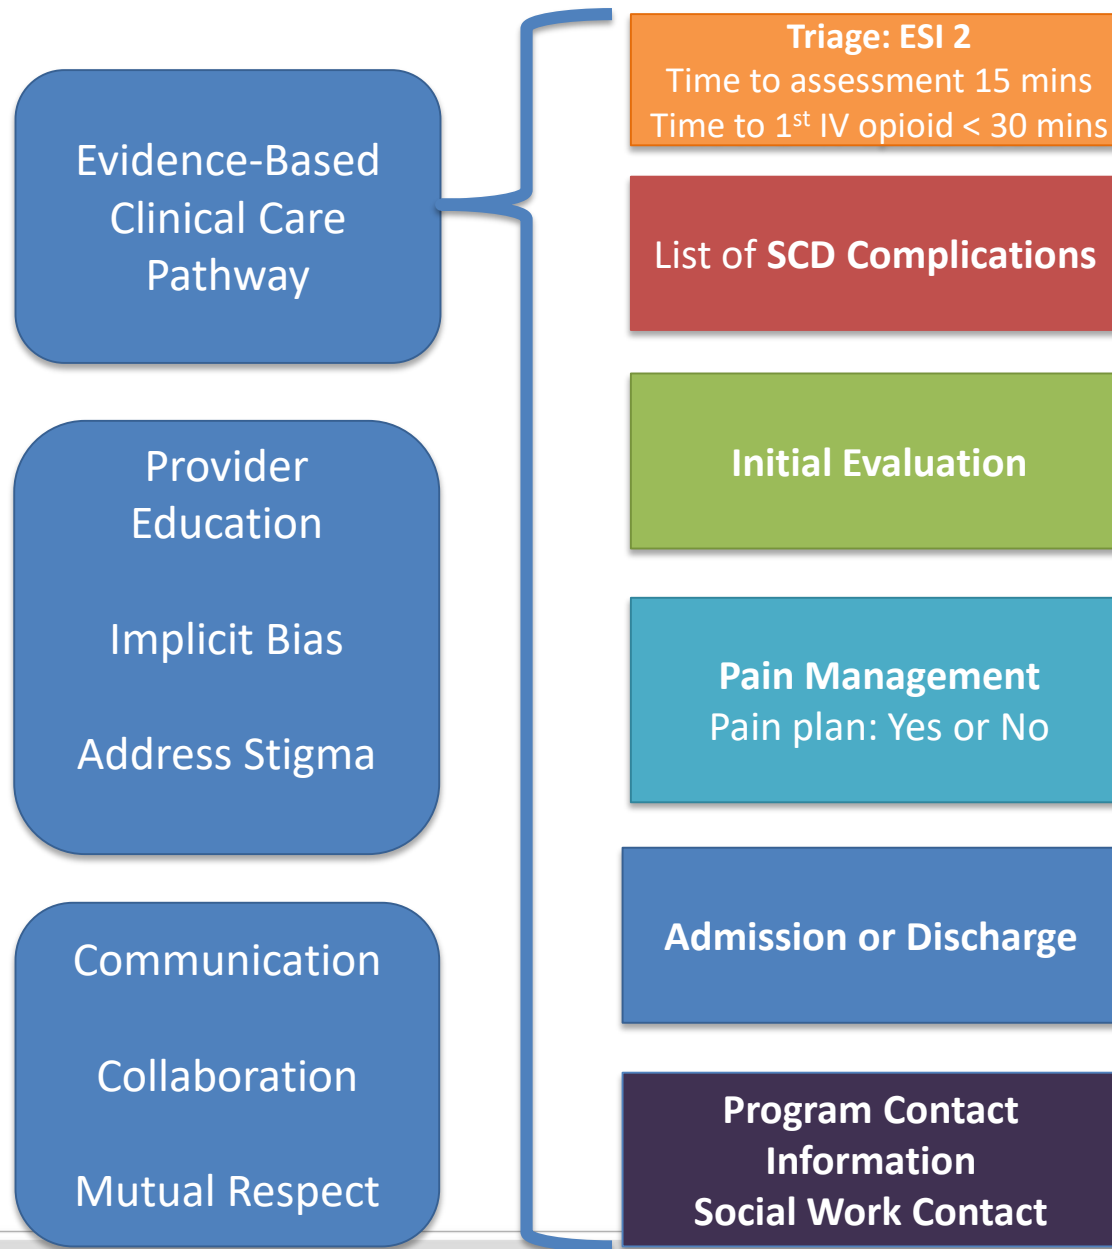 Evidence-Based
Clinical Care
Pathway
Provider
Education
Implicit Bias
Address Stigma
Communication
Collaboration
Mutual Respect
Triage: ESI 2
Time to assessment 15 mins
Time to 1st IV opioid < 30 mins
List of SCD Complications
Initial Evaluation
Pain Management
Pain plan: Yes or No
Admission or Discharge
Program Contact
Information
Social Work Contact